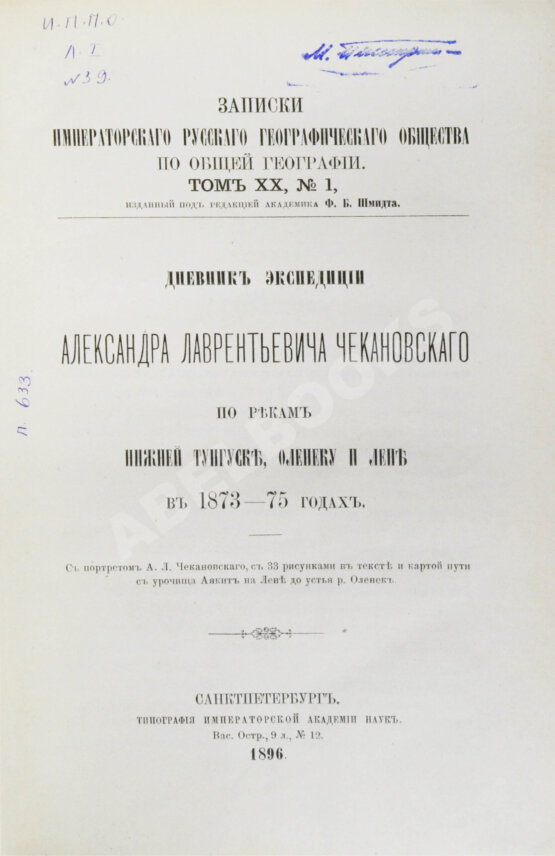 И.П.П.О.
Л. I
№39.
ЗАПИСКИ
ИМПЕРАТОРСКАГО РУССКАГО ГЕОГРАФИЧЕСКАГО ОБЩЕСТВА
ПО ОБЩЕЙ ГЕОГРАФІИ.
ТОМЪ XX, № 1,
ИЗДАННЫЙ ПОДЪ РЕДАКЦІЕЙ АКАДЕМИКА Ф. Б. Шмидта.
ДНЕВНИКЪ ЭКСПЕДИЦІИ
АЛЕКСАНДРА ЛАВРЕНТЬЕВИЧА ЧЕКАНОВСКАГО
ПО РѢКАМЪ
НИЖНЕЙ ТУНГУСКѢ, ОЛЕНЕКУ И ЛЕНѢ
ВЪ 1873—75 ГОДАХЪ.
Съ портретомъ А. Л. Чекановскаго, съ 33 рисунками въ текстѣ и картой пути
съ урочища Аякитъ на Ленѣ до устья р. Оленекъ.
САНКТПЕТЕРБУРГЪ.
ТИПОГРАФІЯ ИМПЕРАТОРСКОЙ АКАДЕМІИ НАУКЪ.
Вас. Остр., 9 л., № 12.
1896.
п. 633
ABELBOOKS